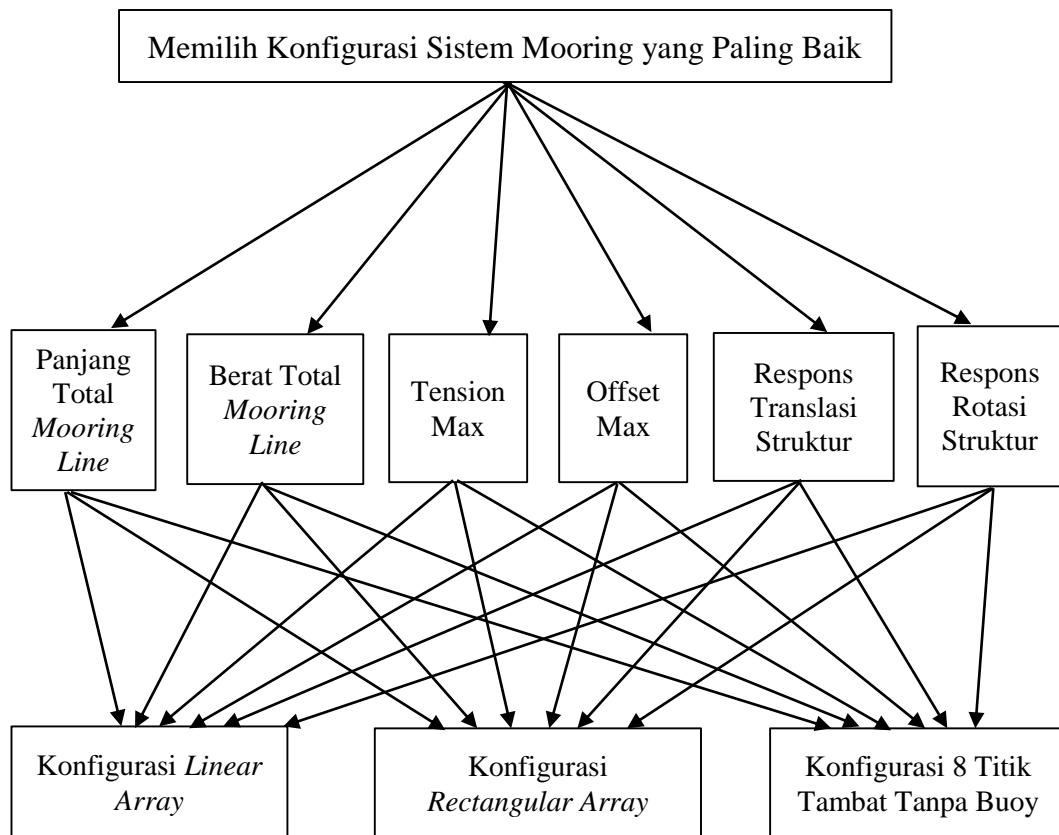 Memilih Konfigurasi Sistem Mooring yang Paling Baik
Panjang
Total
Mooring
Line
Berat Total
Mooring
Line
Tension
Max
Offset
Max
Respons
Translasi
Struktur
Respons
Rotasi
Struktur
Konfigurasi Linear
Array
Konfigurasi
Rectangular Array
Konfigurasi 8 Titik
Tambat Tanpa Buoy